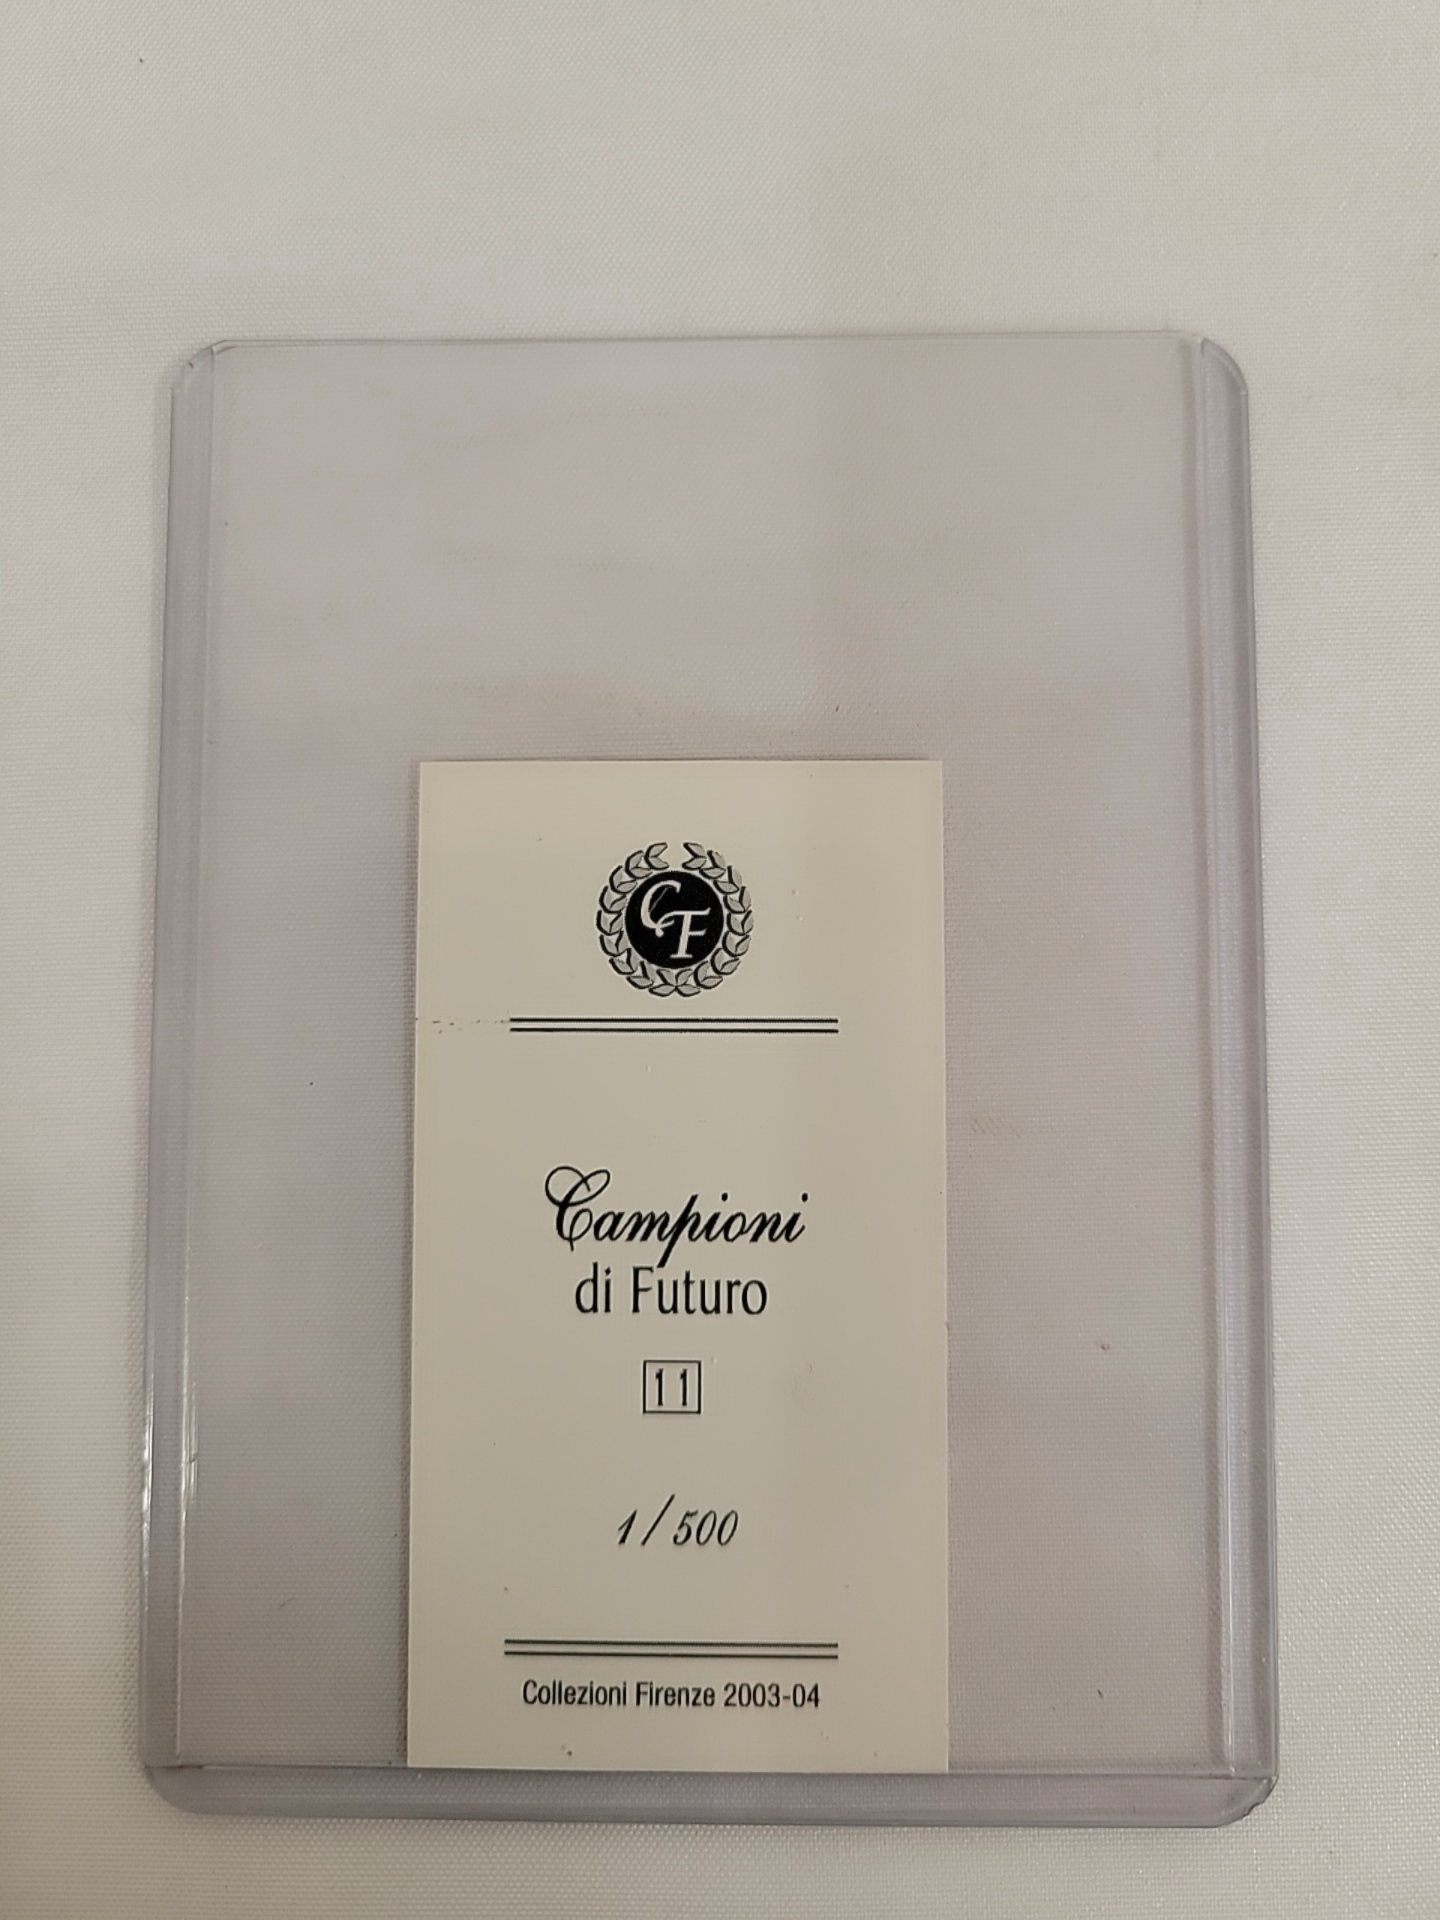 CF
Campioni
di Futuro
11
1/500
Collezioni Firenze 2003-04